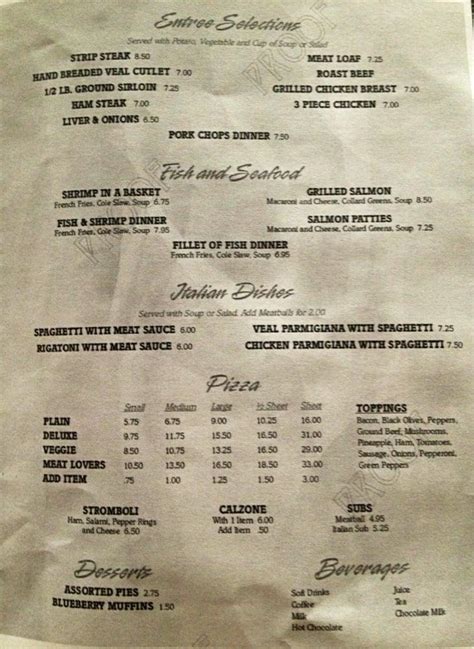 Entree Selections
Served with Potato, Vegetable and Cup of Soup or Salad
STRIP STEAK 8.50
HAND BREADED VEAL CUTLET 7.00
1/2 LB. GROUND SIRLOIN 7.25
HAM STEAK 7.00
LIVER & ONIONS 6.50
MEAT LOAF 7.25
ROAST BEEF
GRILLED CHICKEN BREAST 7.00
3 PIECE CHICKEN 7.00
PORK CHOPS DINNER 7.50
PROOF
Fish and Seafood
SHRIMP IN A BASKET
French Fries, Cole Slaw, Soup 6.75
FISH & SHRIMP DINNER
French Fries, Cole Slaw, Soup 7.95
GRILLED SALMON
Macaroni and Cheese, Collard Greens, Soup 8.50
SALMON PATTIES
Macaroni and Cheese, Collard Greens, Soup 7.25
FILLET OF FISH DINNER
French Fries, Cole Slaw, Soup 6.95
Italian Dishes
Served with Soup or Salad. Add Meatballs for 2.00.
SPAGHETTI WITH MEAT SAUCE 6.00
RIGATONI WITH MEAT SAUCE 6.00
VEAL PARMIGIANA WITH SPAGHETTI 7.25
CHICKEN PARMIGIANA WITH SPAGHETTI 7.50
Pizza
Small Medium Large ½ Sheet Sheet
PLAIN 5.75 6.75 9.00 10.25 16.00
DELUXE 9.75 11.75 15.50 16.50 31.00
VEGGIE 8.50 10.75 13.50 16.50 29.00
MEAT LOVERS 10.50 13.50 16.50 18.50 33.00
ADD ITEM .75 1.00 1.25 1.50 3.00
TOPPINGS
Bacon, Black Olives, Peppers,
Ground Beef, Mushrooms,
Pineapple, Ham, Tomatoes,
Sausage, Onions, Pepperoni,
Green Peppers
PROOF
STROMBOLI
Ham, Salami, Pepper Rings
and Cheese 6.50
CALZONE
With 1 Item 6.00
Add Item .50
SUBS
Meatball 4.95
Italian Sub 5.25
Desserts
ASSORTED PIES 2.75
BLUEBERRY MUFFINS 1.50
Beverages
Soft Drinks
Coffee
Milk
Hot Chocolate
Juice
Tea
Chocolate Milk